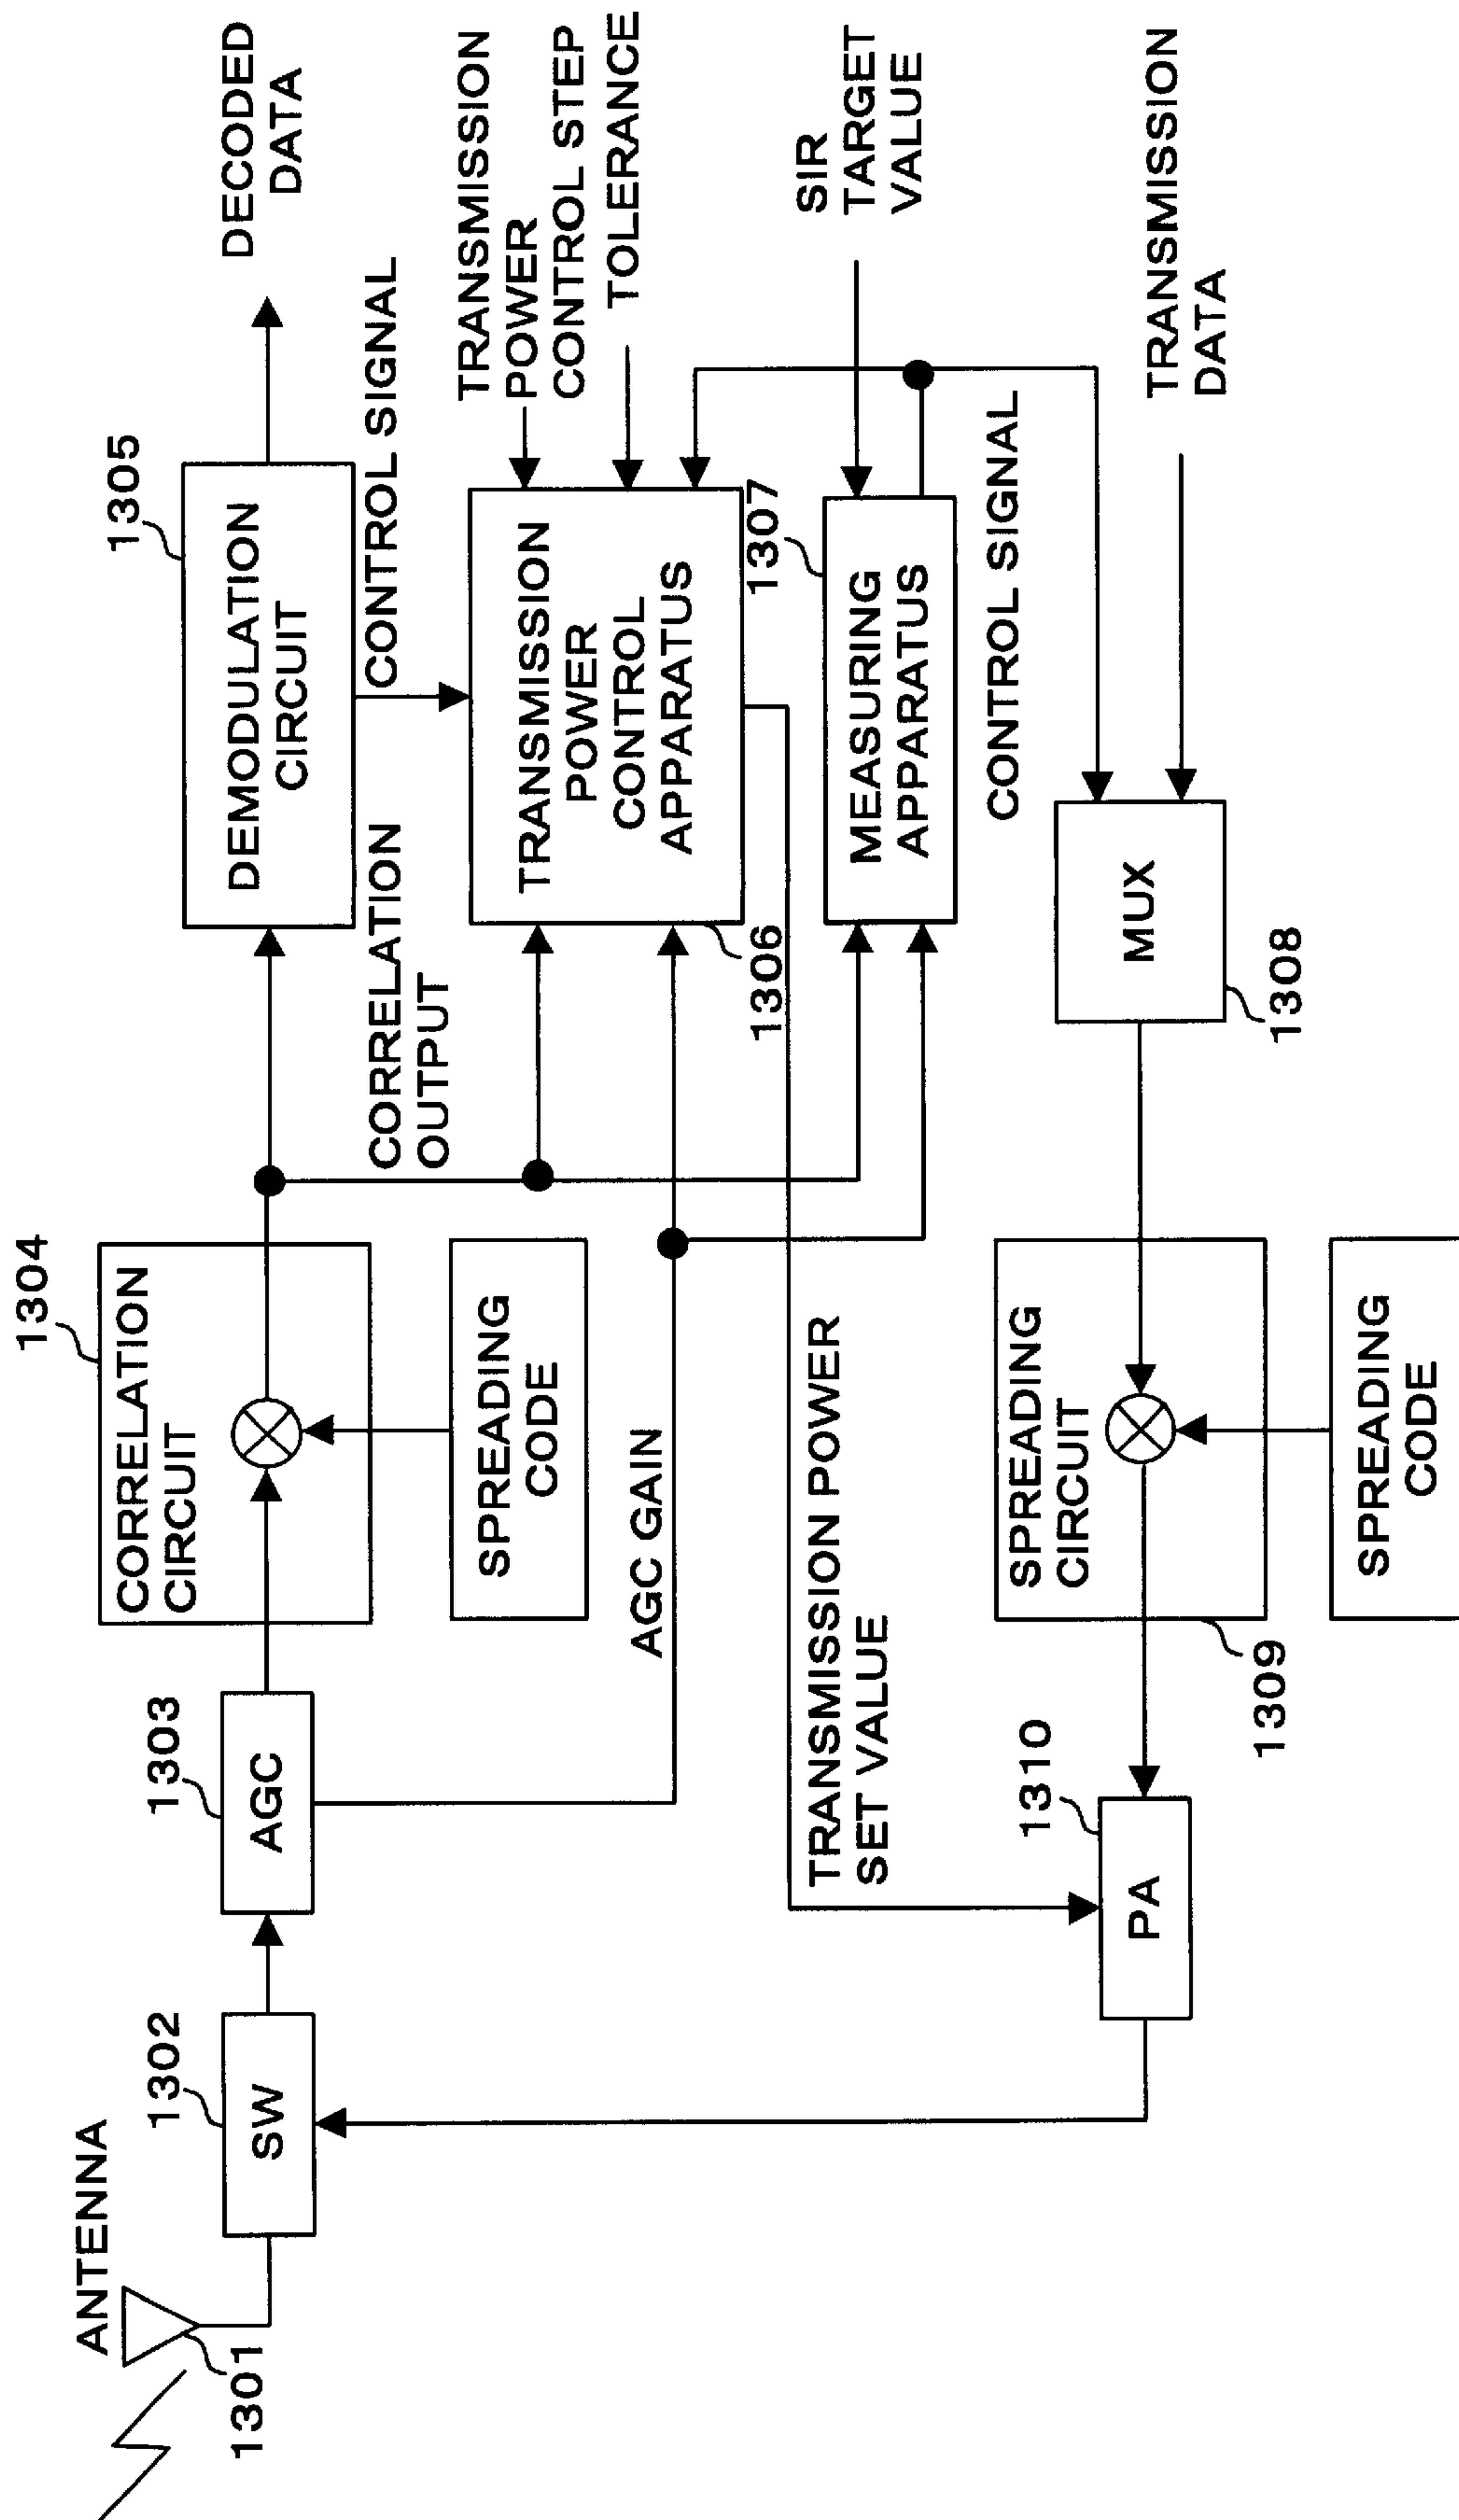 ANTENNA
1301
1302
SW
1303
AGC
1304
CORRELATION
CIRCUIT
SPREADING
CODE
AGC GAIN
CORRELATION
OUTPUT
1305
DEMODULATION
CIRCUIT
DECODED
DATA
CONTROL SIGNAL
TRANSMISSION
POWER
CONTROL STEP
TOLERANCE
TRANSMISSION
POWER
CONTROL
APPARATUS
1306
1307
MEASURING
APPARATUS
SIR
TARGET
VALUE
CONTROL SIGNAL
TRANSMISSION
DATA
MUX
1308
TRANSMISSION POWER
SET VALUE
SPREADING
CIRCUIT
1309
SPREADING
CODE
1310
PA